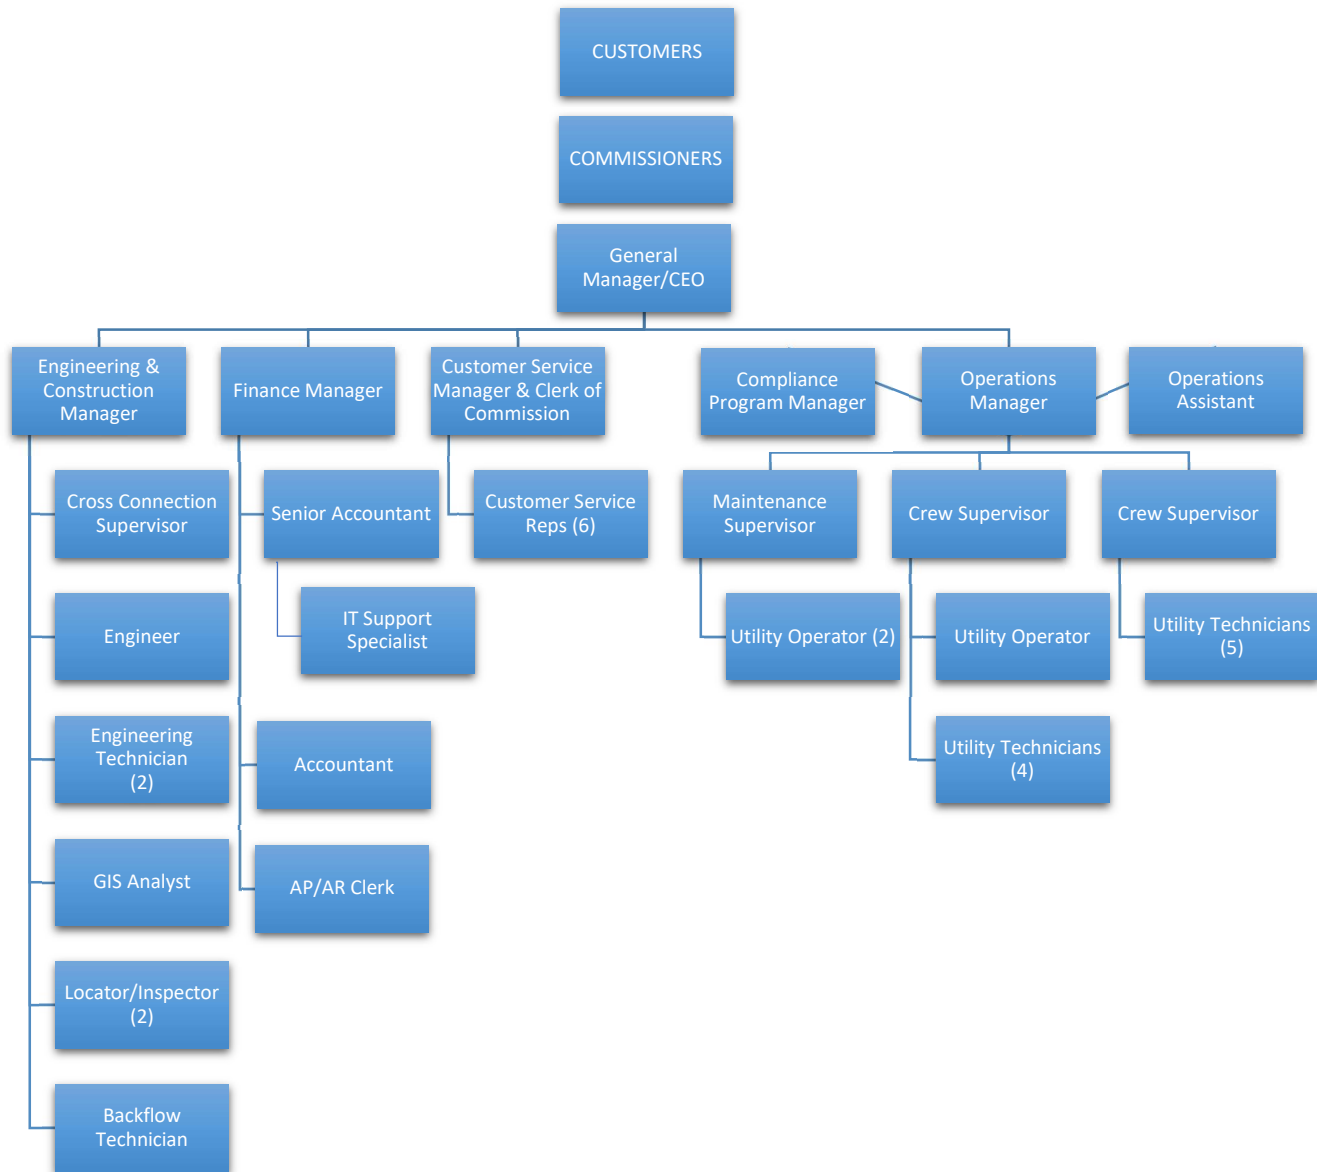 CUSTOMERS
COMMISSIONERS
General
Manager/CEO
Engineering &
Construction
Manager
Finance Manager
Customer Service
Manager & Clerk of
Commission
Compliance
Program Manager
Operations
Manager
Operations
Assistant
Cross Connection
Supervisor
Senior Accountant
Customer Service
Reps (6)
Maintenance
Supervisor
Crew Supervisor
Crew Supervisor
Engineer
IT Support
Specialist
Utility Operator (2)
Utility Operator
Utility Technicians
(5)
Engineering
Technician
(2)
Accountant
Utility Technicians
(4)
GIS Analyst
AP/AR Clerk
Locator/Inspector
(2)
Backflow
Technician